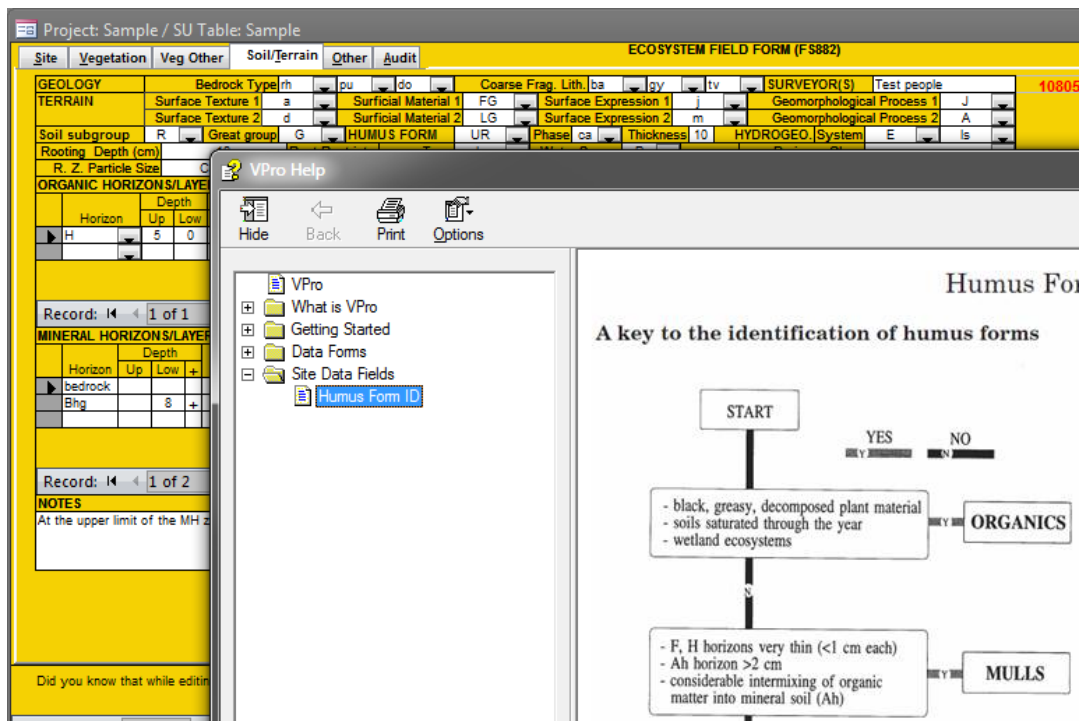 Project: Sample / SU Table: Sample
Site Vegetation Veg Other Soil/Terrain Other Audit
ECOSYSTEM FIELD FORM (FS882)
GEOLOGY Bedrock Type rh pu do Coarse Frag. Lith. ba gy tv SURVEYOR(S) Test people 10805
TERRAIN Surface Texture 1 a Surficial Material 1 FG Surface Expression 1 j Geomorphological Process 1 J
Surface Texture 2 d Surficial Material 2 LG Surface Expression 2 m Geomorphological Process 2 A
Soil subgroup R Great group G HUMUS FORM UR Phase ca Thickness 10 HYDROGEO. System E Is
Rooting Depth (cm)
R. Z. Particle Size C
ORGANIC HORIZONS/LAYE
Depth
Horizon Up Low
H 5 0
Record: 1 of 1
MINERAL HORIZONS/LAYER
Depth
Horizon Up Low +
bedrock
Bhg 8 +
Record: 1 of 2
NOTES
At the upper limit of the MH z
Did you know that while editin
VPro Help
Hide Back Print Options
VPro
What is VPro
Getting Started
Data Forms
Site Data Fields
Humus Form ID
Humus For
A key to the identification of humus forms
START
YES NO
Y N
- black, greasy, decomposed plant material
- soils saturated through the year
- wetland ecosystems
Y ORGANICS
N
- F, H horizons very thin (<1 cm each)
- Ah horizon >2 cm
- considerable intermixing of organic
matter into mineral soil (Ah)
Y MULLS